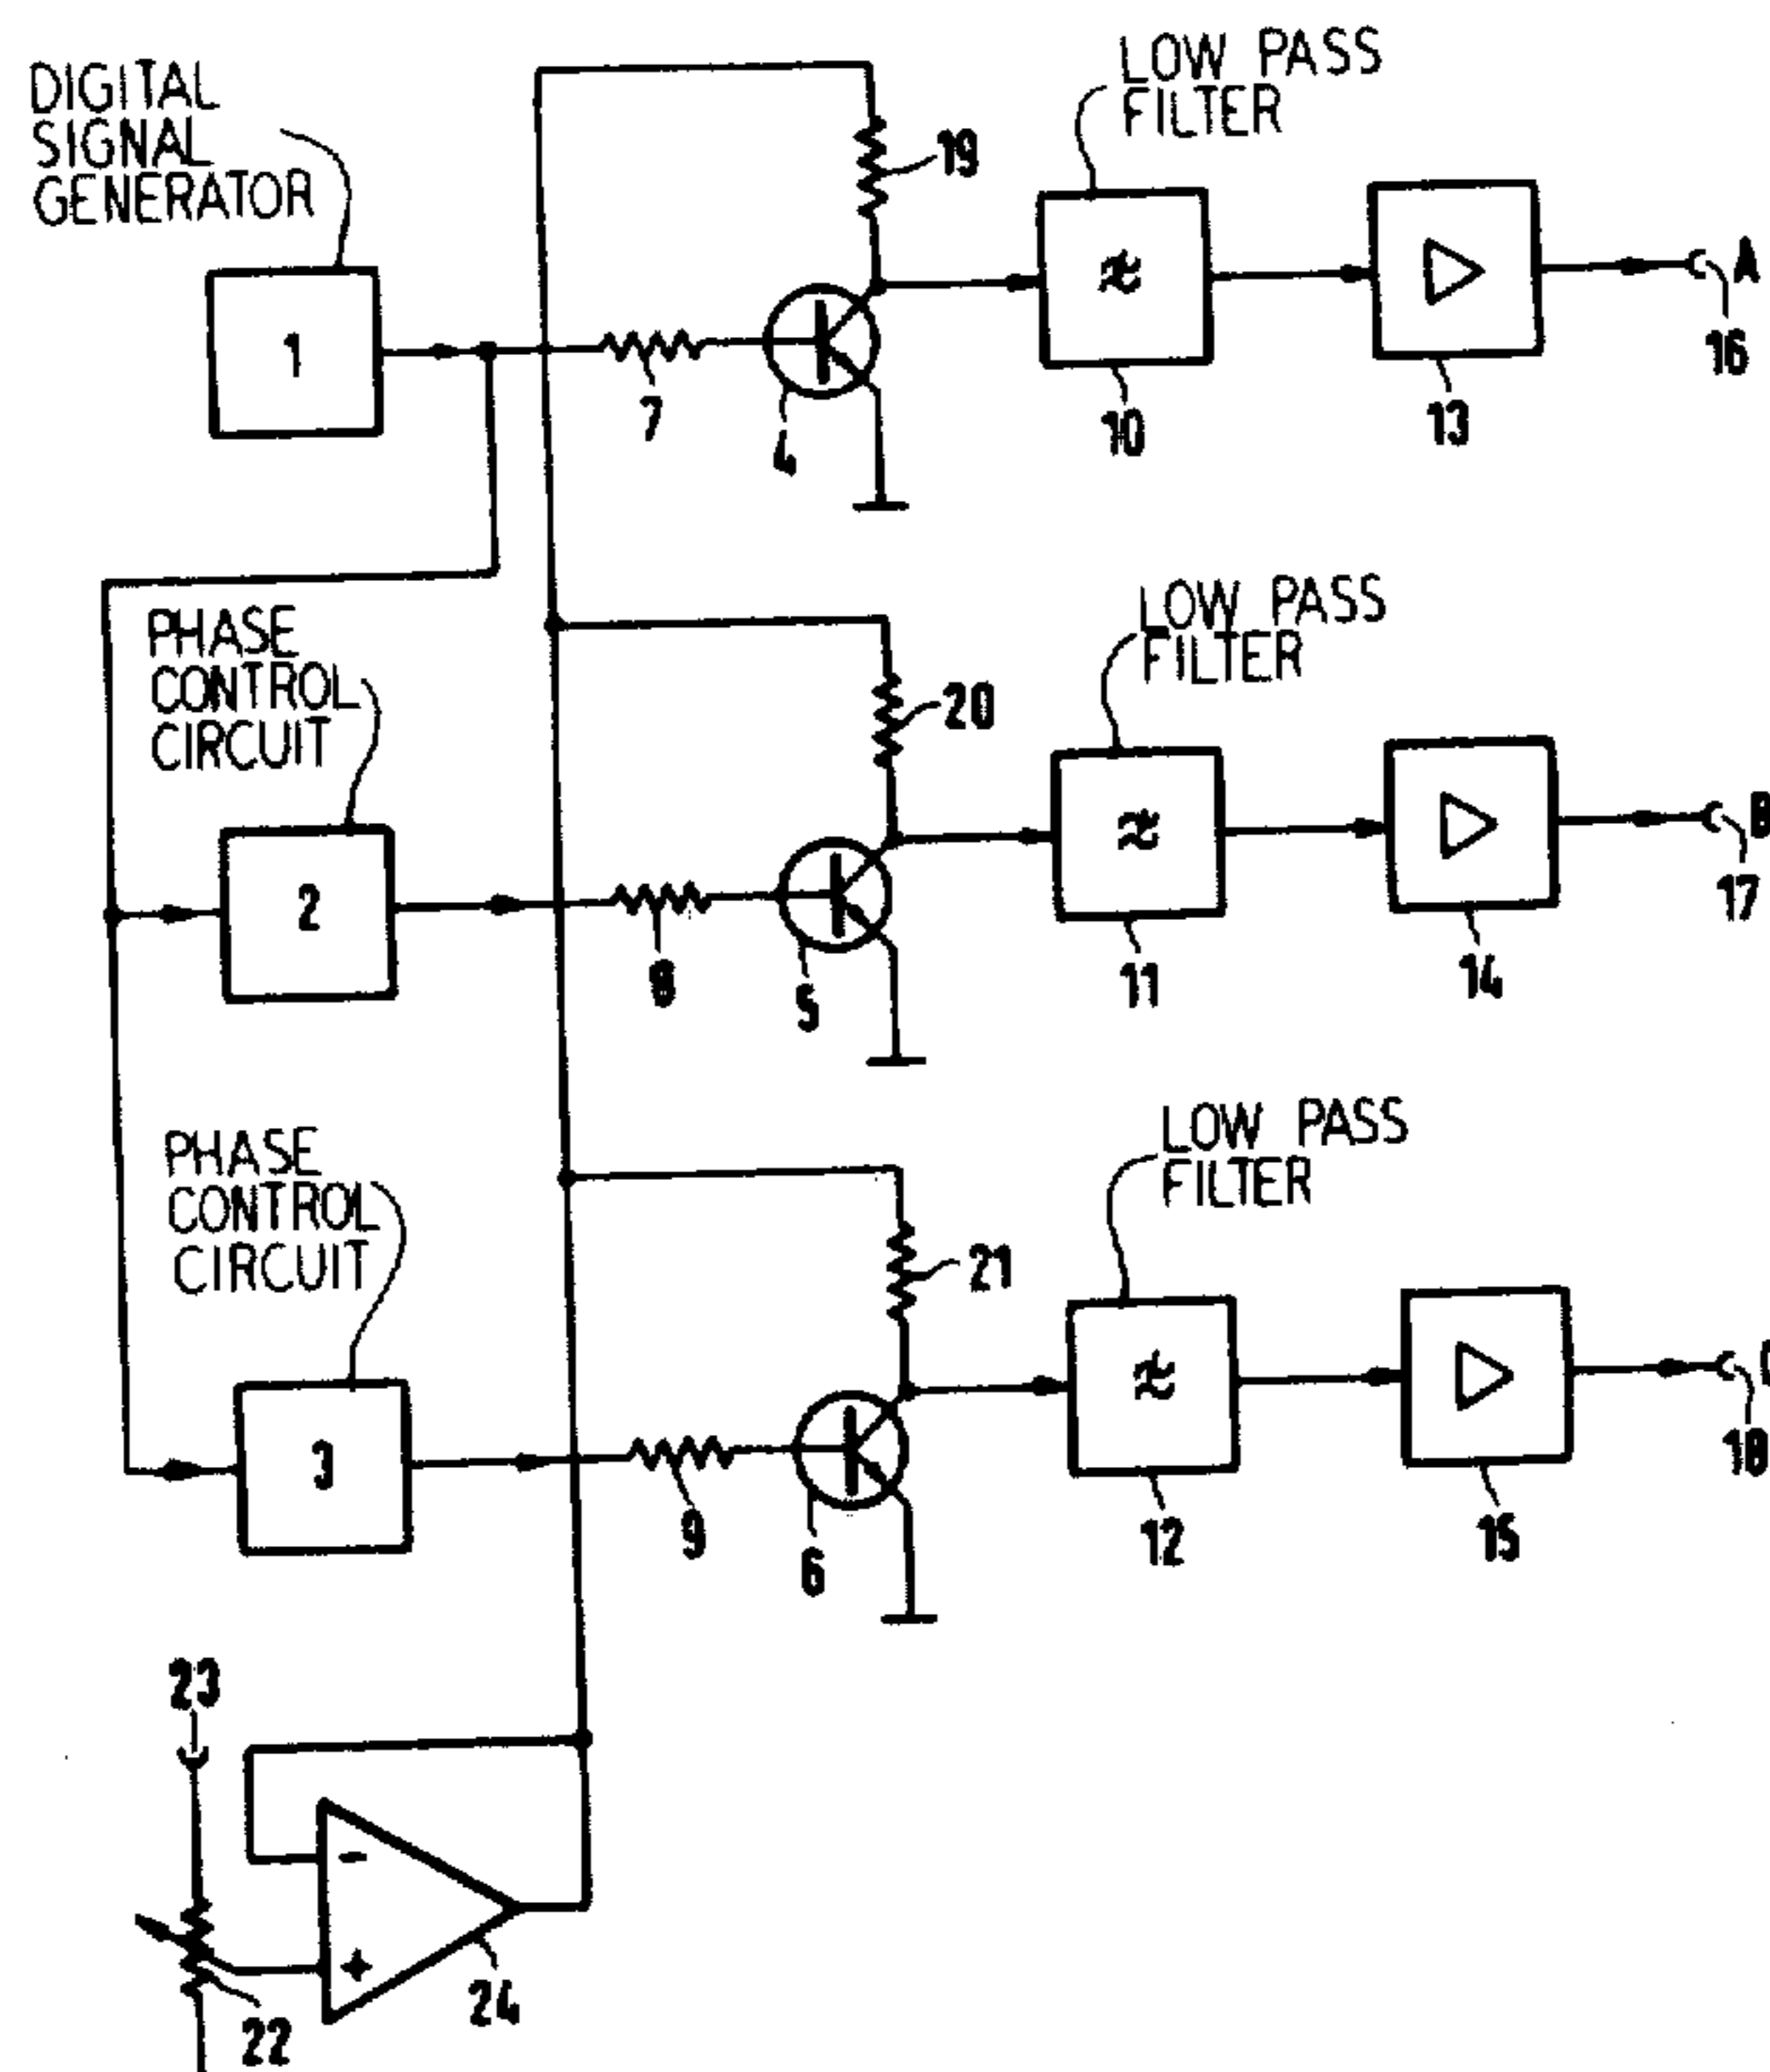 DIGITAL
SIGNAL
GENERATOR
LOW PASS
FILTER
19
1
7
4
10
13
A
16
PHASE
CONTROL
CIRCUIT
LOW PASS
FILTER
20
2
8
5
11
14
B
17
PHASE
CONTROL
CIRCUIT
LOW PASS
FILTER
21
3
9
6
12
15
18
23
-
+
22
24